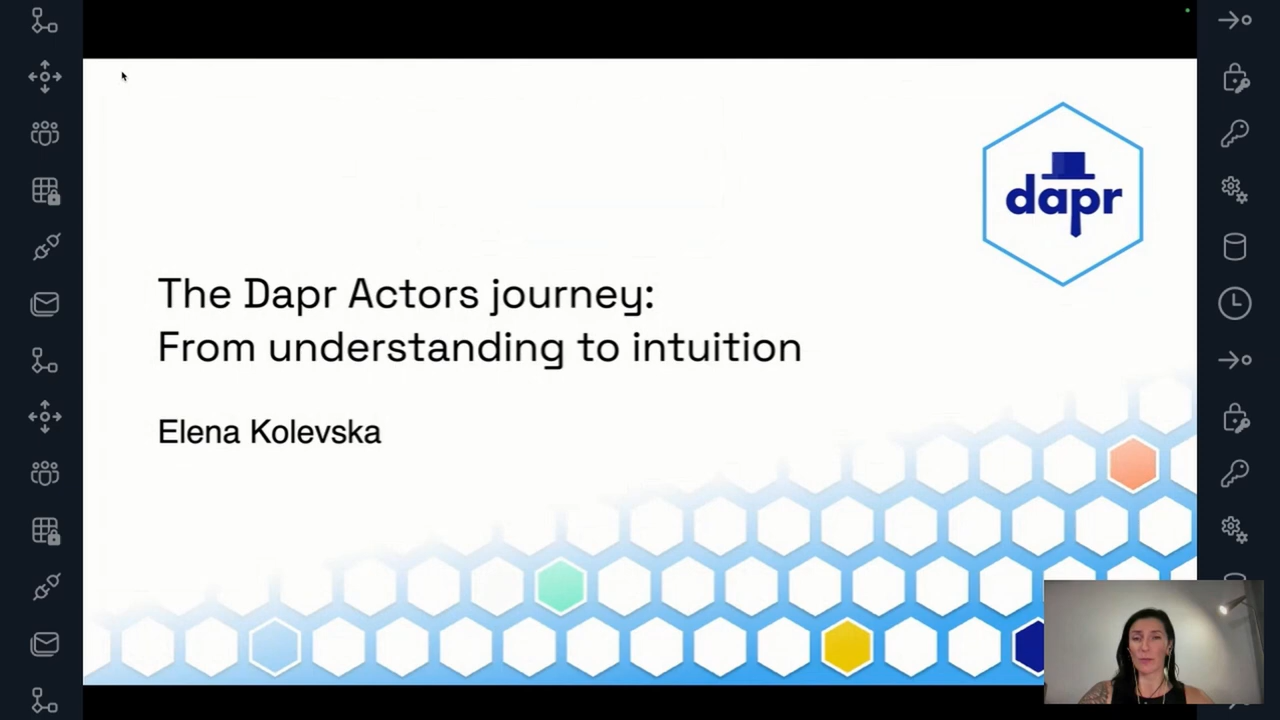 dapr
The Dapr Actors journey:
From understanding to intuition
Elena Kolevska